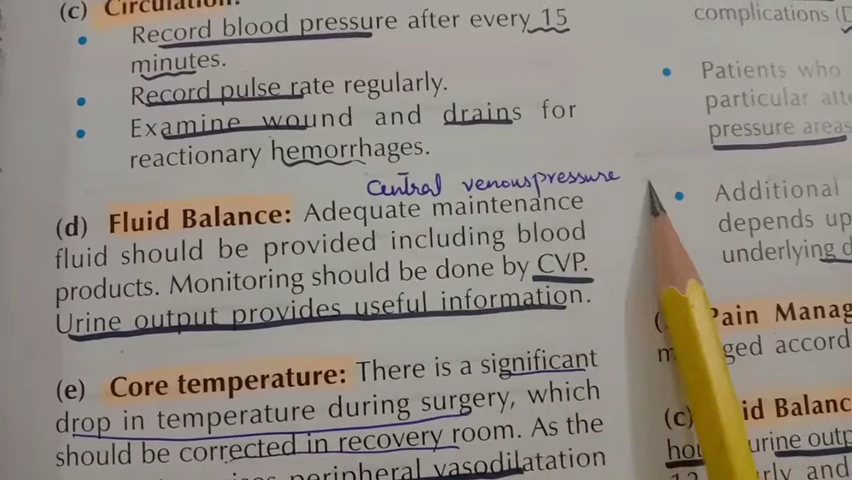 (c) Circulation:
• Record blood pressure after every 15
minutes.
• Record pulse rate regularly.
• Examine wound and drains for
reactionary hemorrhages.
Central venous pressure
(d) Fluid Balance: Adequate maintenance
fluid should be provided including blood
products. Monitoring should be done by CVP.
Urine output provides useful information.
(e) Core temperature: There is a significant
drop in temperature during surgery, which
should be corrected in recovery room. As the
peripheral vasodilatation
complications (D
• Patients who
particular atte
pressure areas
• Additional
depends up
underlying d
Pain Manag
ged accord
(c) id Balanc
hou urine outp
rly and